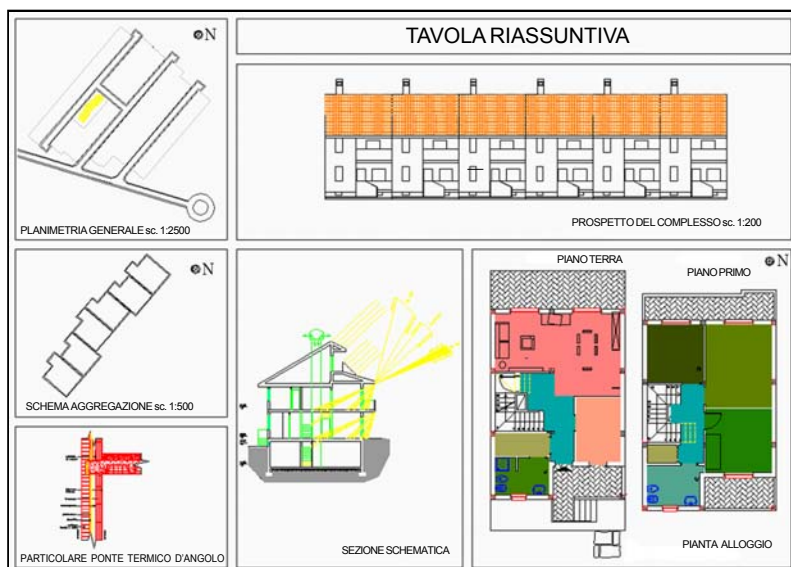 N
TAVOLA RIASSUNTIVA
PLANIMETRIA GENERALE sc. 1:2500
PROSPETTO DEL COMPLESSO sc. 1:200
N
SCHEMA AGGREGAZIONE sc. 1:500
PARTICOLARE PONTE TERMICO D'ANGOLO
SEZIONE SCHEMATICA
PIANO TERRA
PIANO PRIMO
N
PIANTA ALLOGGIO